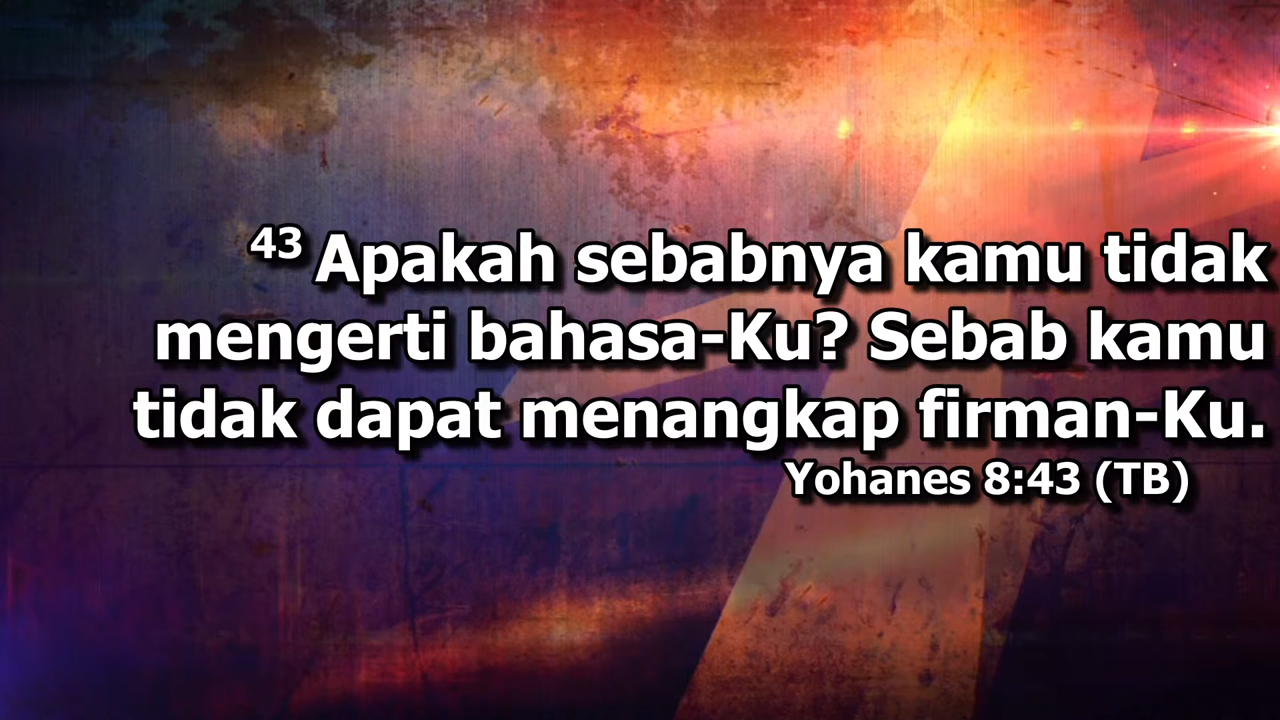 43 Apakah sebabnya kamu tidak
mengerti bahasa-Ku? Sebab kamu
tidak dapat menangkap firman-Ku.
Yohanes 8:43 (TB)